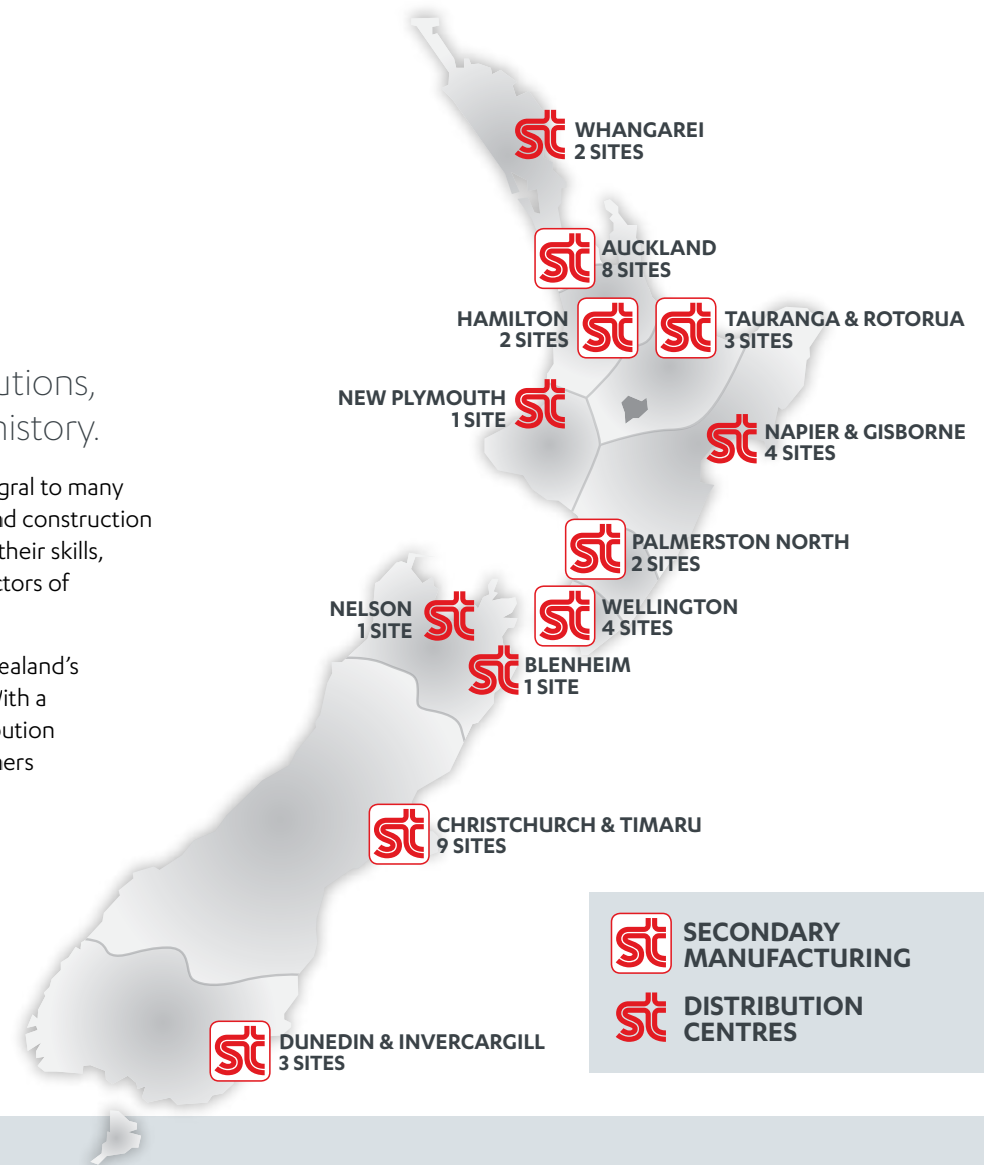 WHANGAREI
2 SITES
AUCKLAND
8 SITES
HAMILTON
2 SITES
TAURANGA & ROTORUA
3 SITES
NEW PLYMOUTH
1 SITE
NAPIER & GISBORNE
4 SITES
PALMERSTON NORTH
2 SITES
NELSON
1 SITE
WELLINGTON
4 SITES
BLENHEIM
1 SITE
CHRISTCHURCH & TIMARU
9 SITES
DUNEDIN & INVERCARGILL
3 SITES
utions,
history.
gral to many
nd construction
their skills,
ctors of
ealand’s
With a
bution
ners
st
SECONDARY
MANUFACTURING
st
DISTRIBUTION
CENTRES